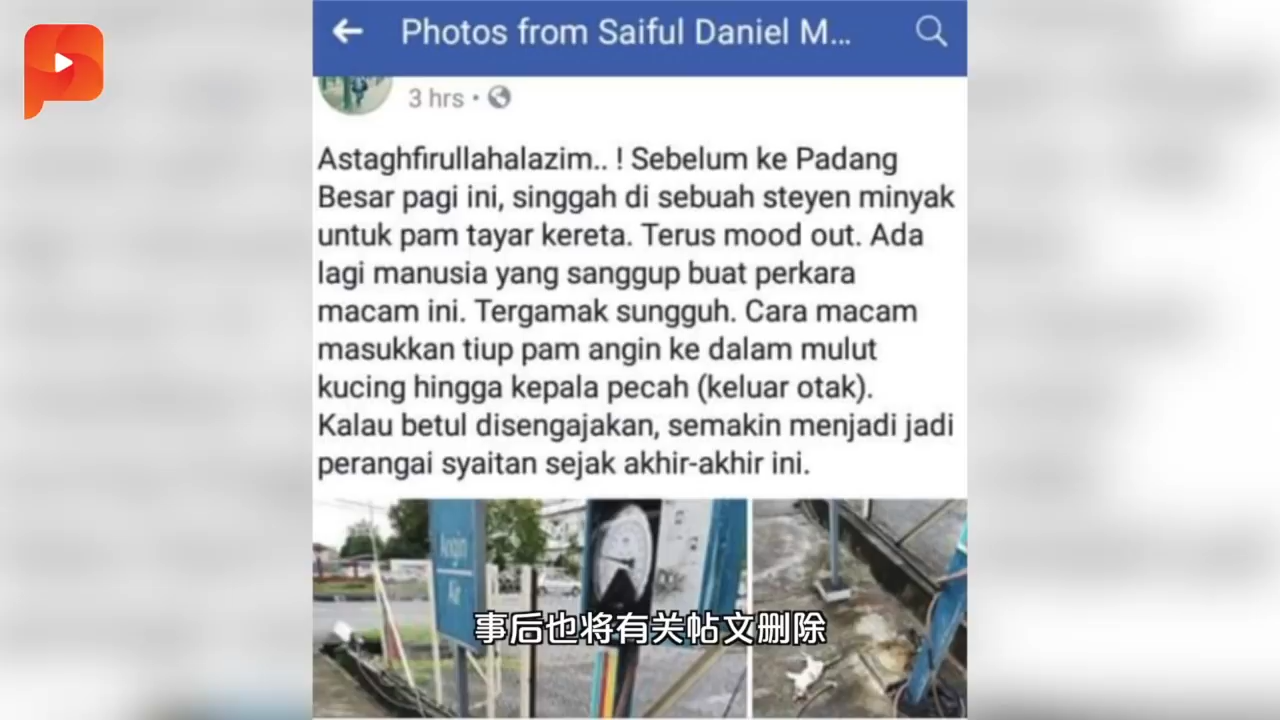 Photos from Saiful Daniel M...
3 hrs
Astaghfirullahalazim.. ! Sebelum ke Padang
Besar pagi ini, singgah di sebuah steyen minyak
untuk pam tayar kereta. Terus mood out. Ada
lagi manusia yang sanggup buat perkara
macam ini. Tergamak sungguh. Cara macam
masukkan tiup pam angin ke dalam mulut
kucing hingga kepala pecah (keluar otak).
Kalau betul disengajakan, semakin menjadi jadi
perangai syaitan sejak akhir-akhir ini.
Angin
Air
事后也将有关帖文删除